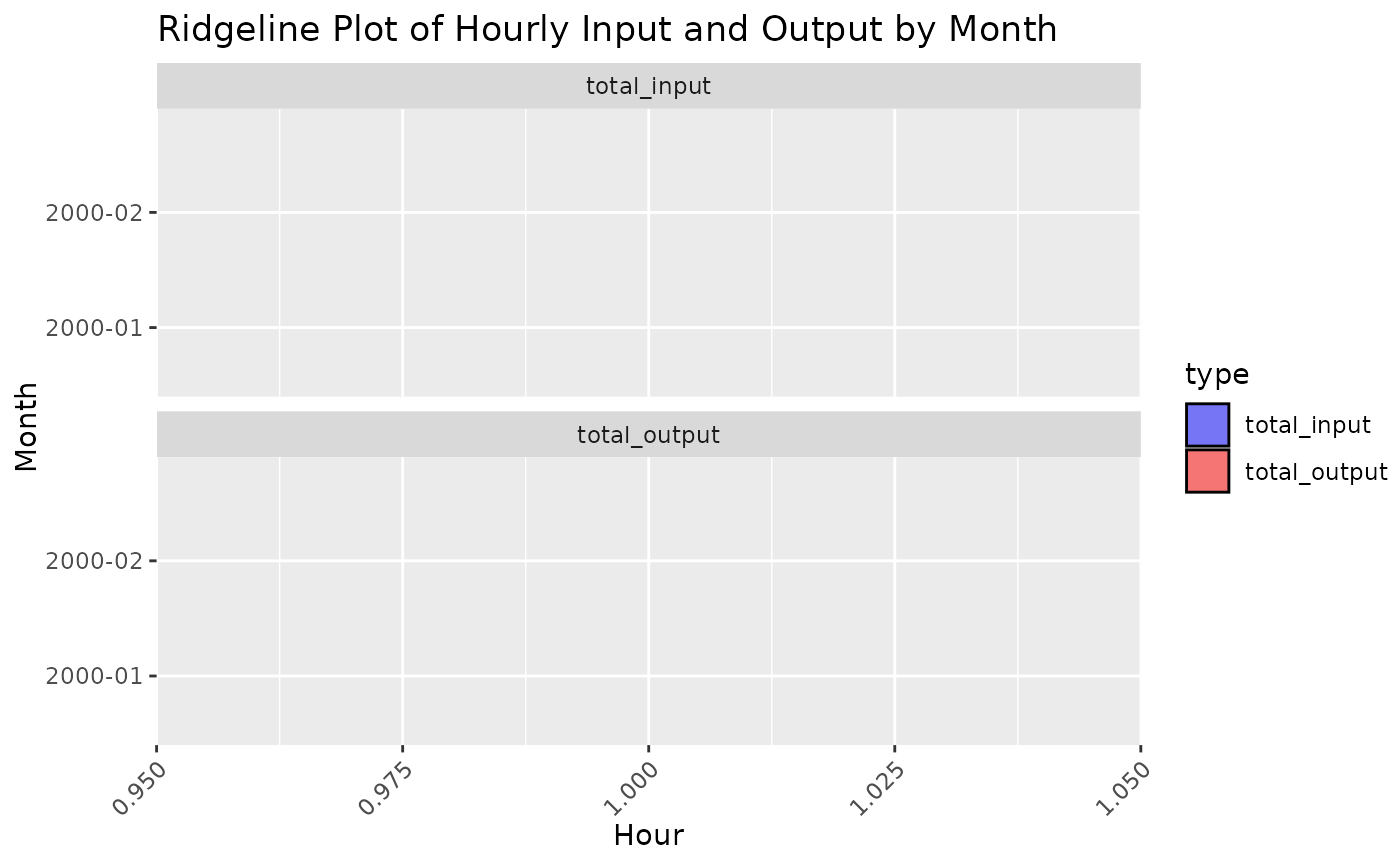 Ridgeline Plot of Hourly Input and Output by Month
total_input
2000-02
2000-01
total_output
2000-02
2000-01
0.950 0.975 1.000 1.025 1.050
Hour
Month
type
total_input
total_output